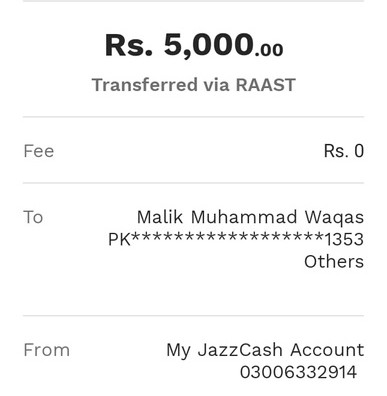 Rs. 5,000.00
Transferred via RAAST
Fee Rs. 0
To Malik Muhammad Waqas
PK******************1353
Others
From My JazzCash Account
03006332914